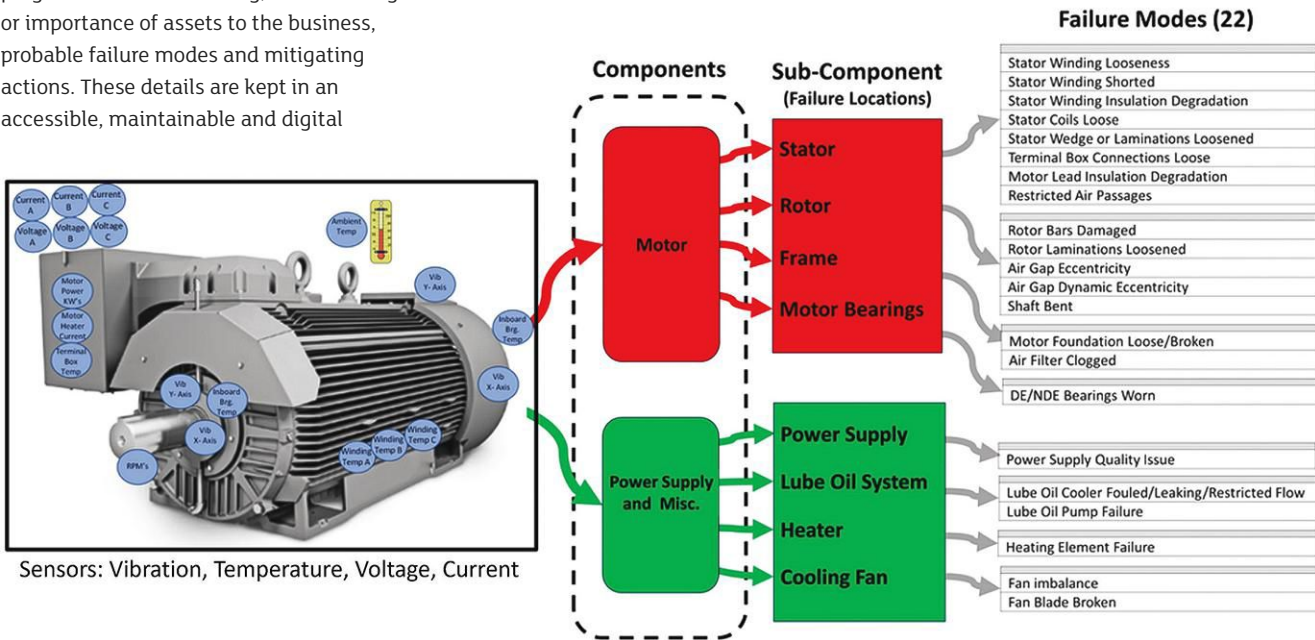 or importance of assets to the business,
probable failure modes and mitigating
actions. These details are kept in an
accessible, maintainable and digital
Current
A
Current
B
Current
C
Voltage
A
Voltage
B
Voltage
C
Ambient
Temp
Motor
Power
KW's
Motor
Heater
Current
Terminal
Box
Temp
Vib
Y- Axis
Inboard
Brg.
Temp
Vib
X- Axis
Vib
Y- Axis
Inboard
Brg.
Temp
Vib
X- Axis
RPM's
Winding
Temp A
Winding
Temp B
Winding
Temp C
Sensors: Vibration, Temperature, Voltage, Current
Components
Motor
Power Supply
and Misc.
Sub-Component
(Failure Locations)
Stator
Rotor
Frame
Motor Bearings
Power Supply
Lube Oil System
Heater
Cooling Fan
Failure Modes (22)
Stator Winding Looseness
Stator Winding Shorted
Stator Winding Insulation Degradation
Stator Coils Loose
Stator Wedge or Laminations Loosened
Terminal Box Connections Loose
Motor Lead Insulation Degradation
Restricted Air Passages
Rotor Bars Damaged
Rotor Laminations Loosened
Air Gap Eccentricity
Air Gap Dynamic Eccentricity
Shaft Bent
Motor Foundation Loose/Broken
Air Filter Clogged
DE/NDE Bearings Worn
Power Supply Quality Issue
Lube Oil Cooler Fouled/Leaking/Restricted Flow
Lube Oil Pump Failure
Heating Element Failure
Fan imbalance
Fan Blade Broken